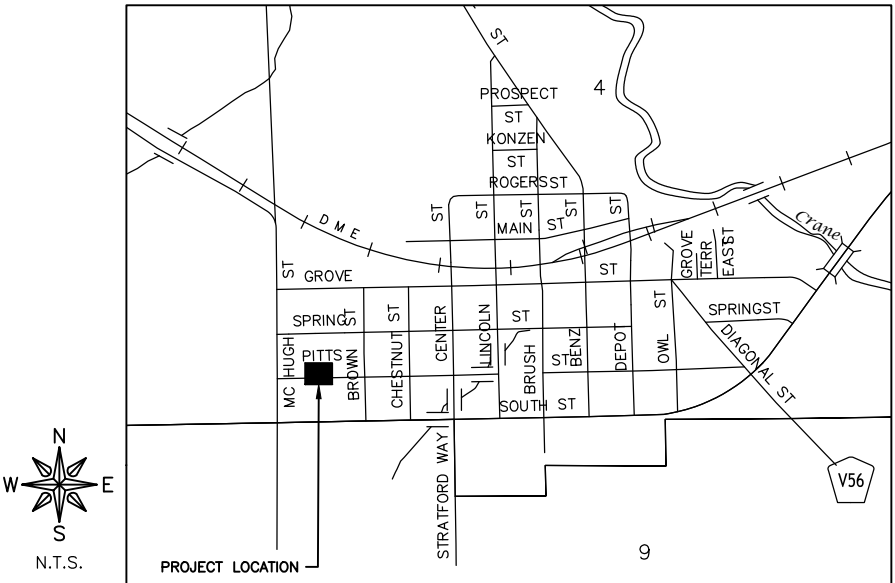 ST
4
PROSPECT
ST
KONZEN
ST
ROGERS ST
ST
ST
ST
ST
ST
MAIN ST
DME
Crane
GROVE TERR
EAST ST
ST
GROVE
ST
SPRING
ST
ST
ST
CENTER
LINCOLN
ST
ST
SPRING ST
MC HUGH
PITTS
BROWN
CHESTNUT
BRUSH
ST
BENZ
DEPOT
OWL
DIAGONAL ST
SOUTH ST
STRATFORD WAY
V56
9
N
W
E
S
N.T.S.
PROJECT LOCATION